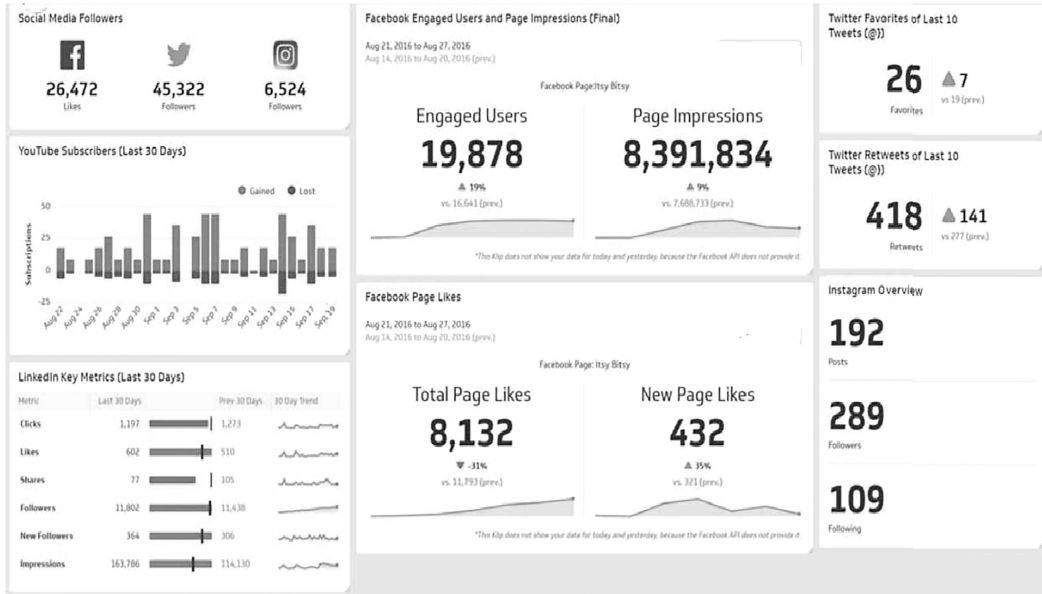 Social Media Followers
26,472
Likes
45,322
Followers
6,524
Followers
YouTube Subscribers (Last 30 Days)
Gained Lost
Subscriptions
50
25
0
-25
Aug 22 Aug 24 Aug 26 Aug 28 Aug 30 Sep 1 Sep 3 Sep 5 Sep 7 Sep 9 Sep 11 Sep 13 Sep 15 Sep 17 Sep 19
LinkedIn Key Metrics (Last 30 Days)
Metric Last 30 Days Prev 30 Days 30 Day Trend
Clicks 1,197 1,273
Likes 602 510
Shares 77 105
Followers 11,802 11,438
New Followers 364 306
Impressions 163,786 114,130
Facebook Engaged Users and Page Impressions (Final)
Aug 21, 2016 to Aug 27, 2016
Aug 14, 2016 to Aug 20, 2016 (prev.)
Facebook Page:Itsy Bitsy
Engaged Users
19,878
▲ 19%
vs. 16,641 (prev.)
Page Impressions
8,391,834
▲ 9%
vs. 7,688,733 (prev.)
*This Klip does not show your data for today and yesterday, because the Facebook API does not provide it.
Facebook Page Likes
Aug 21, 2016 to Aug 27, 2016
Aug 14, 2016 to Aug 20, 2016 (prev.)
Facebook Page: Itsy Bitsy
Total Page Likes
8,132
▼ -31%
vs. 11,793 (prev.)
New Page Likes
432
▲ 35%
vs. 321 (prev.)
*This Klip does not show your data for today and yesterday, because the Facebook API does not provide it.
Twitter Favorites of Last 10
Tweets (@))
26
Favorites
▲ 7
vs 19 (prev.)
Twitter Retweets of Last 10
Tweets (@))
418
Retweets
▲ 141
vs 277 (prev.)
Instagram Overview
192
Posts
289
Followers
109
Following